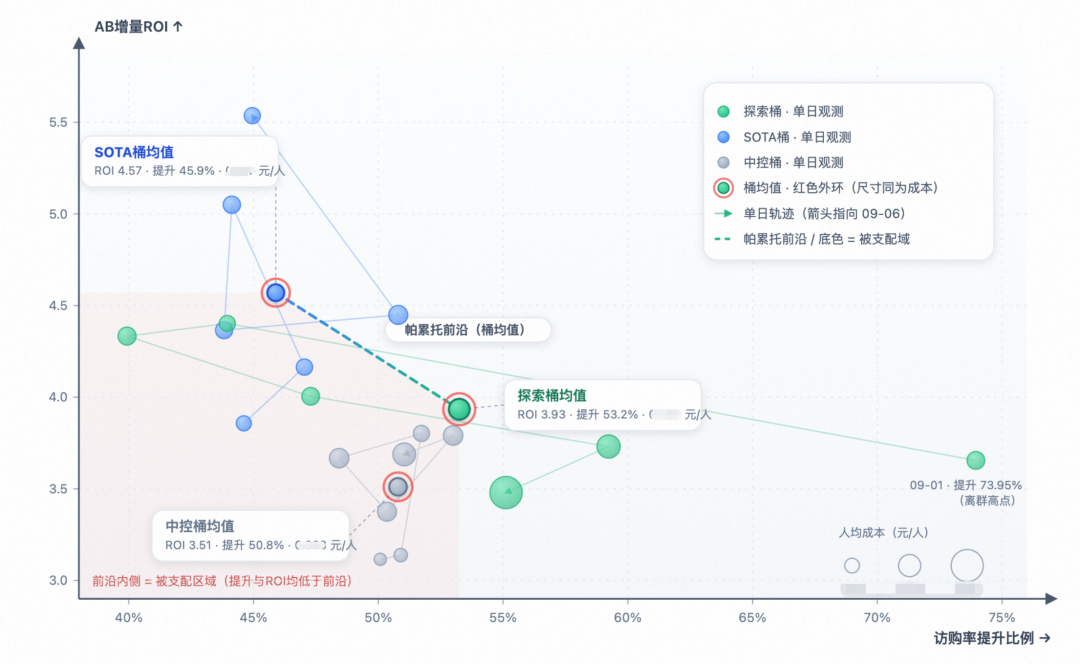 AB增量ROI ↑
5.5
5.0
4.5
4.0
3.5
3.0
SOTA桶均值
ROI 4.57 · 提升 45.9% · 元/人
探索桶 · 单日观测
SOTA桶 · 单日观测
中控桶 · 单日观测
桶均值 · 红色外环（尺寸同为成本）
单日轨迹（箭头指向 09-06）
帕累托前沿 / 底色 = 被支配域
帕累托前沿（桶均值）
探索桶均值
ROI 3.93 · 提升 53.2% · 元/人
09-01 · 提升 73.95%
（离群高点）
中控桶均值
ROI 3.51 · 提升 50.8% · 元/人
人均成本（元/人）
前沿内侧 = 被支配区域（提升与ROI均低于前沿）
40%
45%
50%
55%
60%
65%
70%
75%
访购率提升比例 →